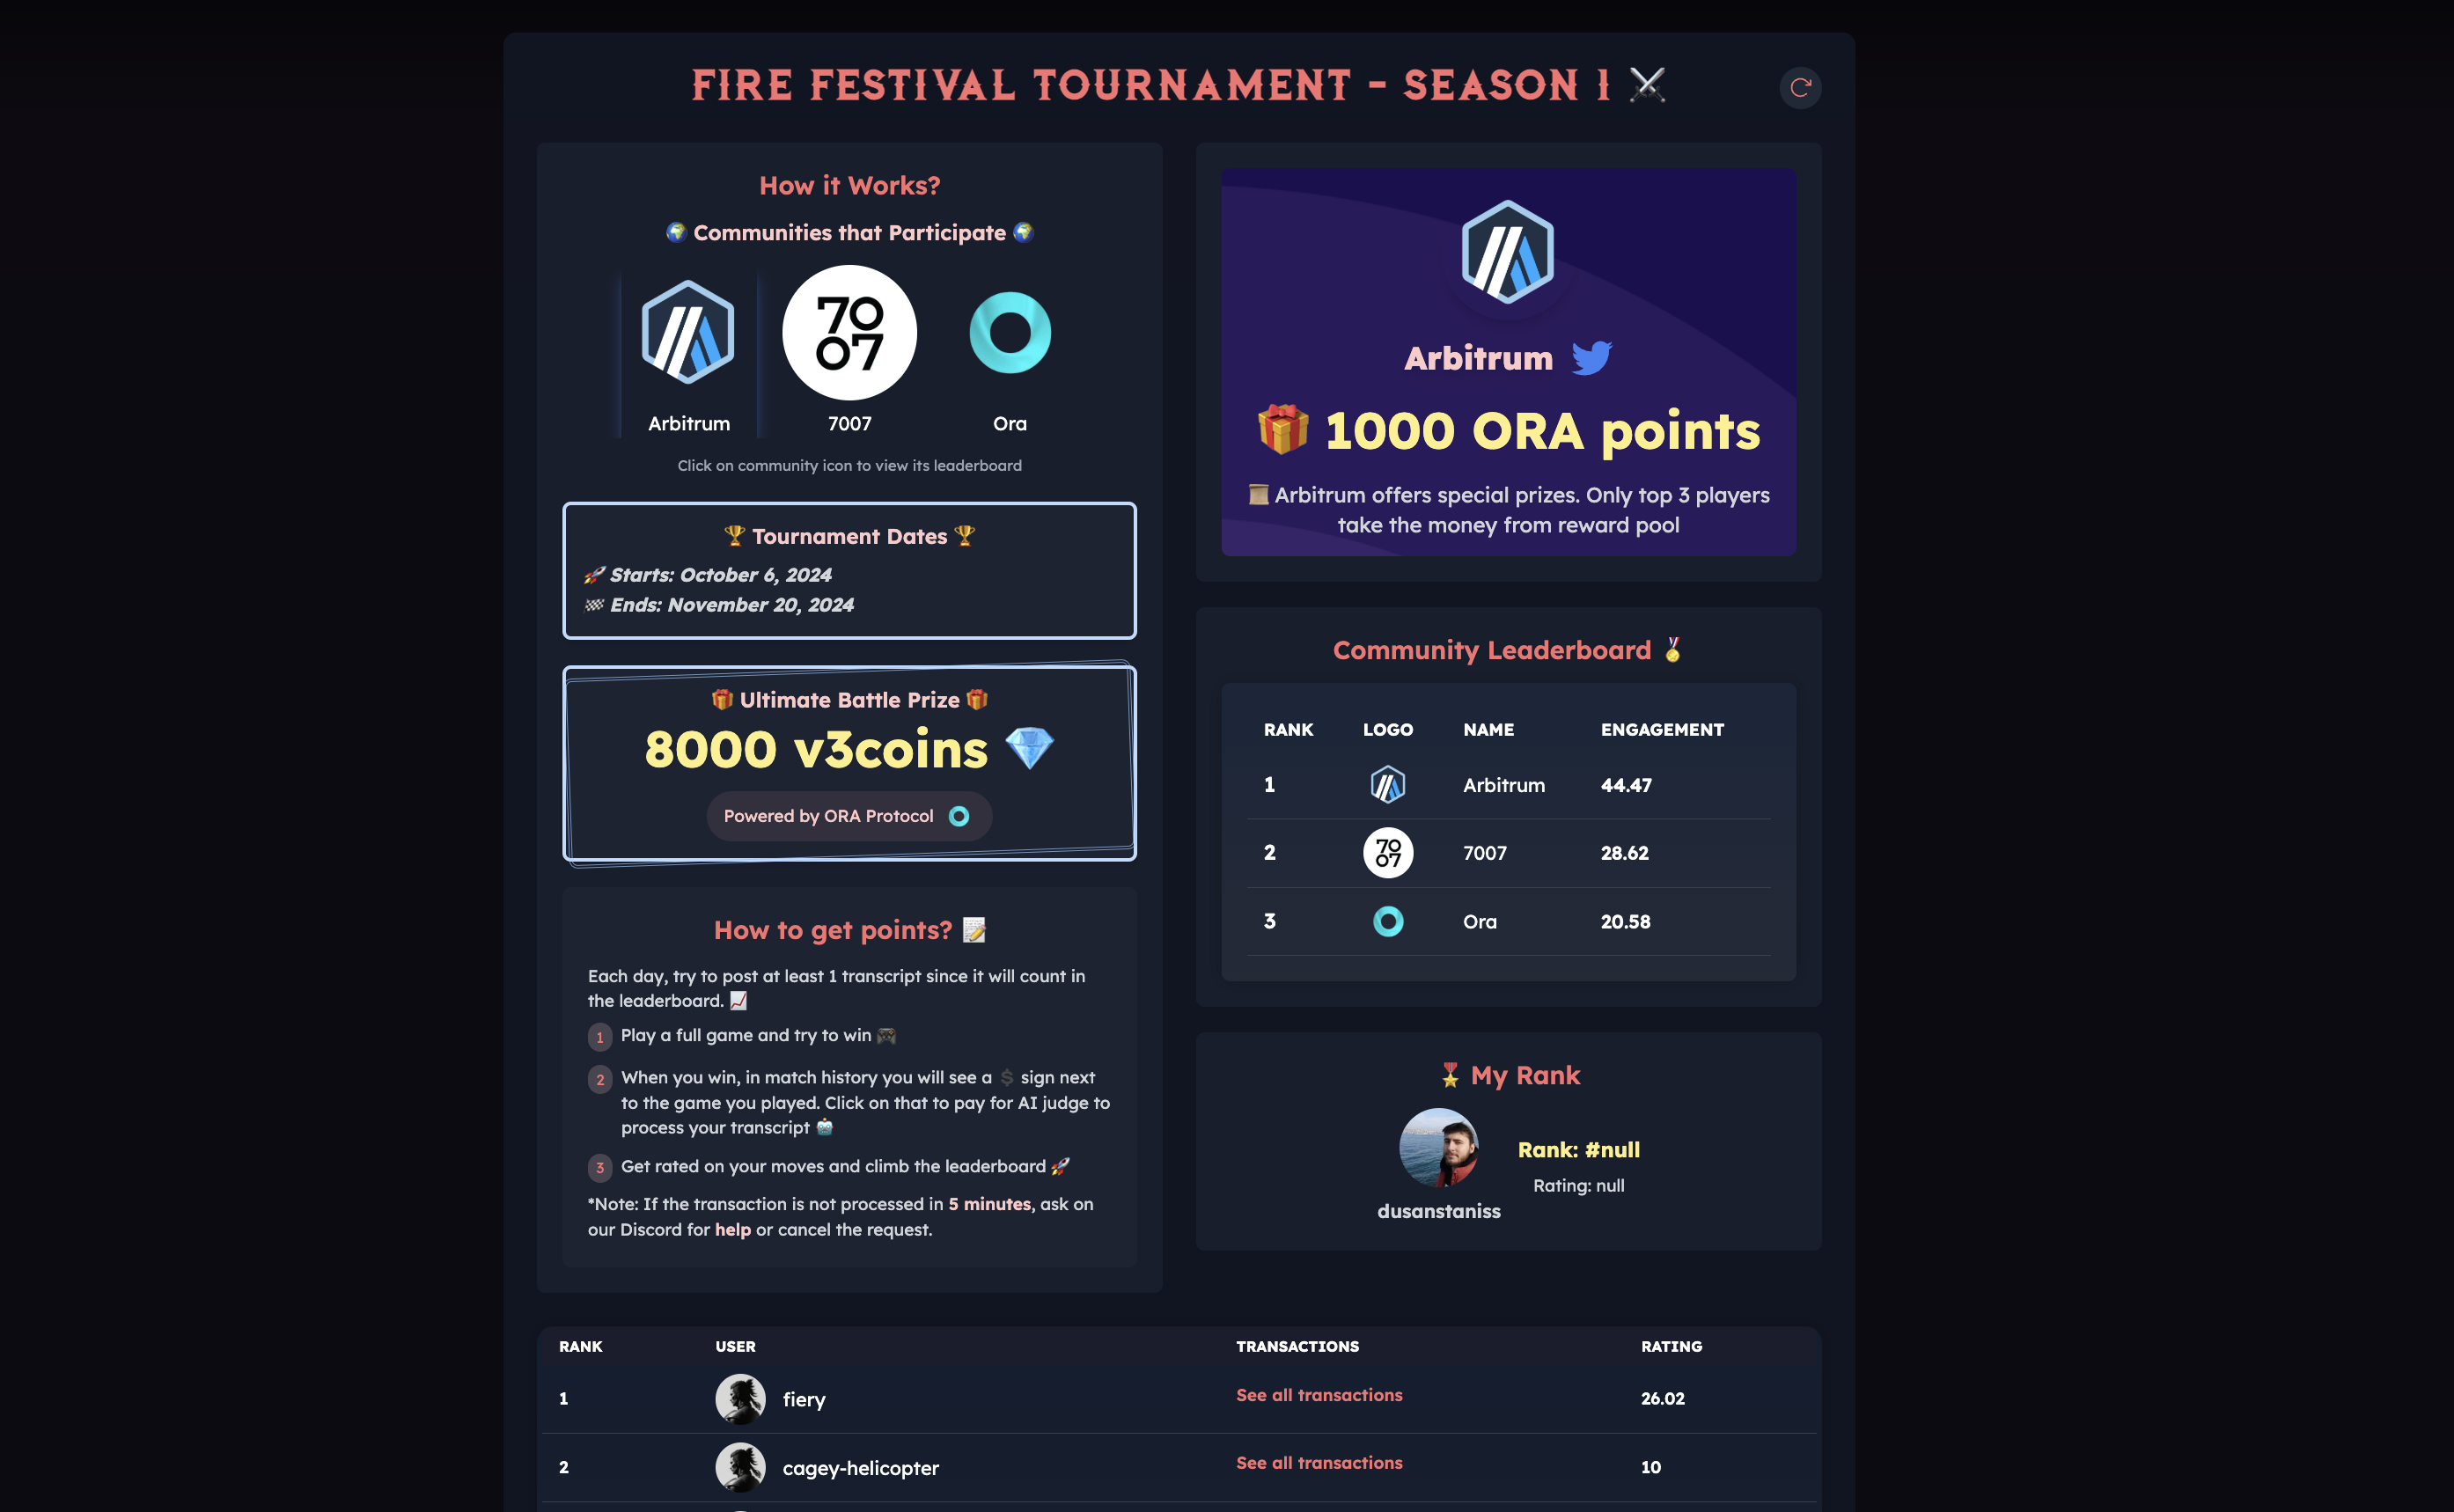 FIRE FESTIVAL TOURNAMENT - SEASON 1 ⚔️
How it Works?
🌍 Communities that Participate 🌍
70
07
Arbitrum
7007
Ora
Click on community icon to view its leaderboard
🏆 Tournament Dates 🏆
🚀 Starts: October 6, 2024
🏁 Ends: November 20, 2024
🎁 Ultimate Battle Prize 🎁
8000 v3coins 💎
Powered by ORA Protocol
How to get points? 📝
Each day, try to post at least 1 transcript since it will count in
the leaderboard. 📈
1 Play a full game and try to win 🎮
2 When you win, in match history you will see a 💲 sign next
to the game you played. Click on that to pay for AI judge to
process your transcript 🤖
3 Get rated on your moves and climb the leaderboard 🚀
*Note: If the transaction is not processed in 5 minutes, ask on
our Discord for help or cancel the request.
Arbitrum
🎁 1000 ORA points
📜 Arbitrum offers special prizes. Only top 3 players
take the money from reward pool
Community Leaderboard 🏅
RANK LOGO NAME ENGAGEMENT
1 Arbitrum 44.47
2 7007 7007 28.62
3 Ora 20.58
🎖️ My Rank
Rank: #null
Rating: null
dusanstaniss
RANK USER TRANSACTIONS RATING
1 fiery See all transactions 26.02
2 cagey-helicopter See all transactions 10